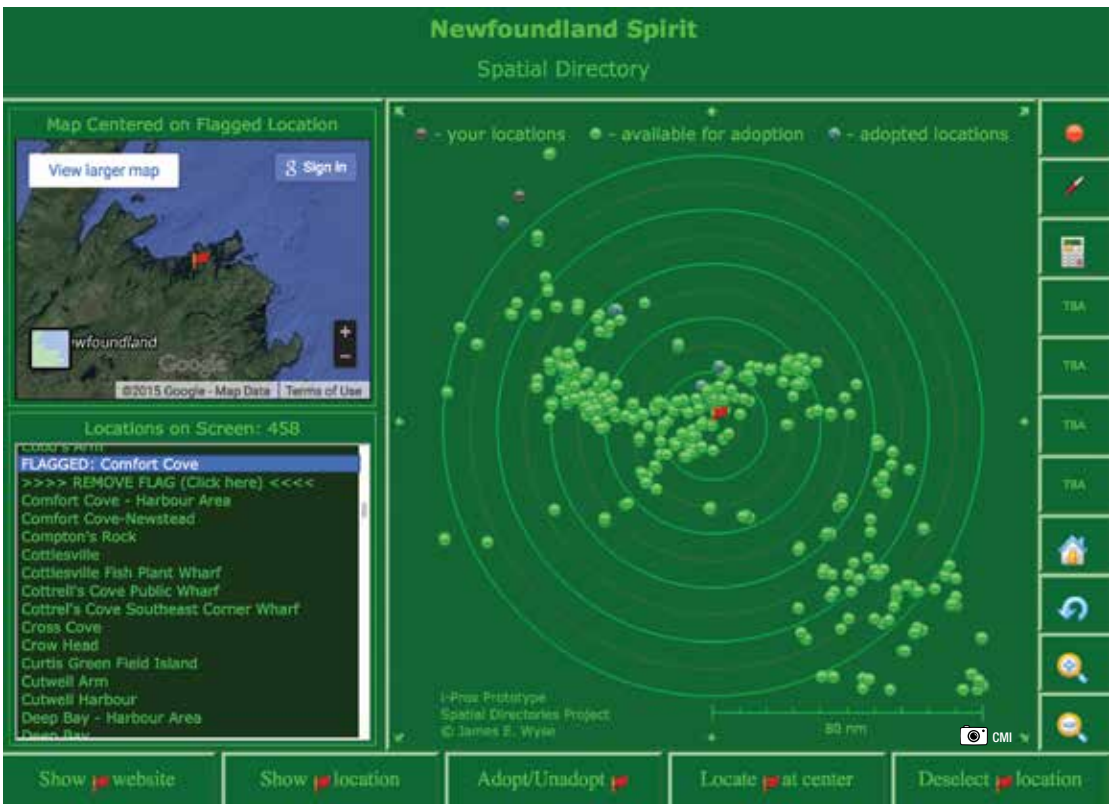 Newfoundland Spirit
Spatial Directory
Map Centered on Flagged Location
View larger map
g Sign in
wfoundland
Google
+
−
©2015 Google - Map Data
Terms of Use
Locations on Screen: 458
Cobb's Arm
FLAGGED: Comfort Cove
>>>> REMOVE FLAG (Click here) <<<<
Comfort Cove - Harbour Area
Comfort Cove-Newstead
Compton's Rock
Cottlesville
Cottlesville Fish Plant Wharf
Cottrell's Cove Public Wharf
Cottrel's Cove Southeast Corner Wharf
Cross Cove
Crow Head
Curtis Green Field Island
Cutwell Arm
Cutwell Harbour
Deep Bay - Harbour Area
Deep Bay
- your locations
- available for adoption
- adopted locations
I-Prox Prototype
Spatial Directories Project
© James E. Wyse
80 nm
CMI
TBA
TBA
TBA
TBA
Show website
Show location
Adopt/Unadopt
Locate at center
Deselect location